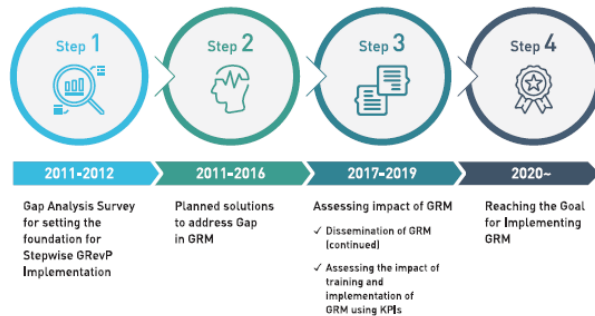 Step 1
Step 2
Step 3
Step 4
2011-2012
2011-2016
2017-2019
2020~
Gap Analysis Survey
for setting the
foundation for
Stepwise GRevP
Implementation
Planned solutions
to address Gap
in GRM
Assessing impact of GRM
✓ Dissemination of GRM
(continued)
✓ Assessing the impact of
training and
implementation of
GRM using KPIs
Reaching the Goal
for Implementing
GRM